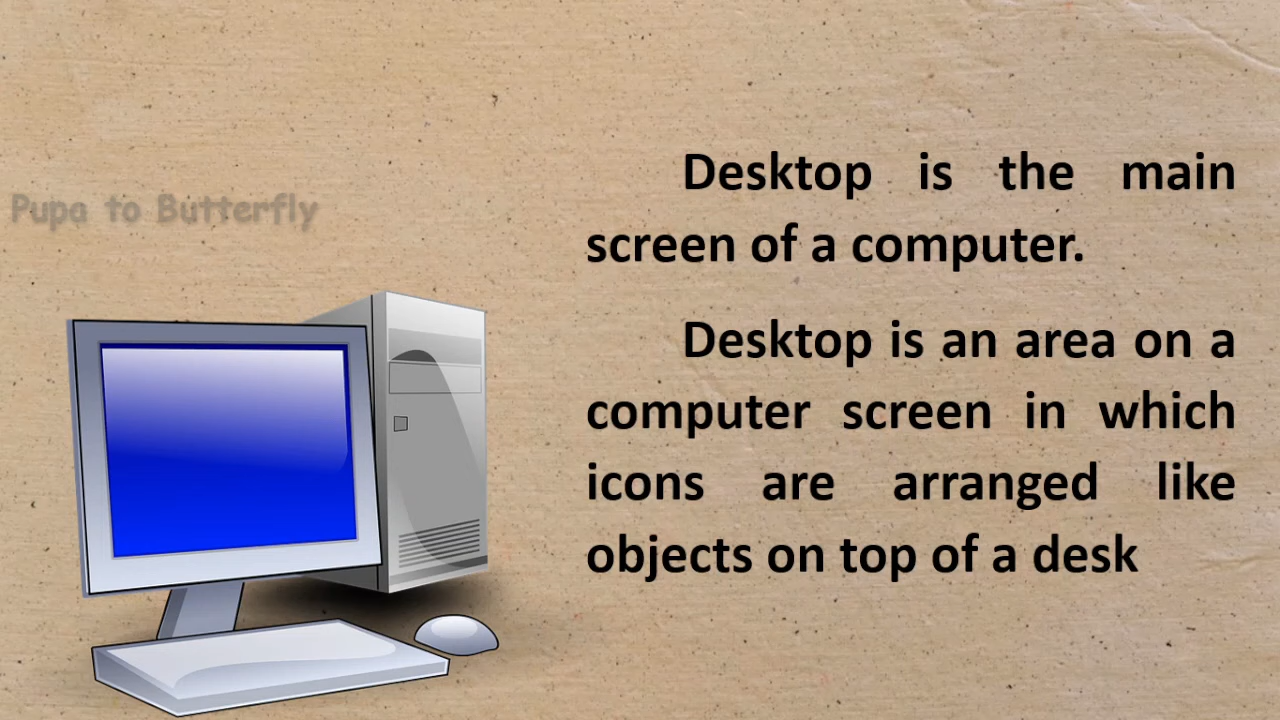 Pupa to Butterfly
Desktop is the main
screen of a computer.
Desktop is an area on a
computer screen in which
icons are arranged like
objects on top of a desk